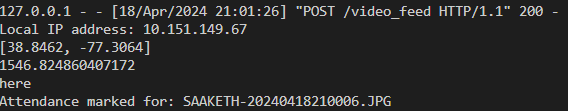 127.0.0.1 - - [18/Apr/2024 21:01:26] "POST /video_feed HTTP/1.1" 200 -
Local IP address: 10.151.149.67
[38.8462, -77.3064]
1546.824860407172
here
Attendance marked for: SAAKETH-20240418210006.JPG